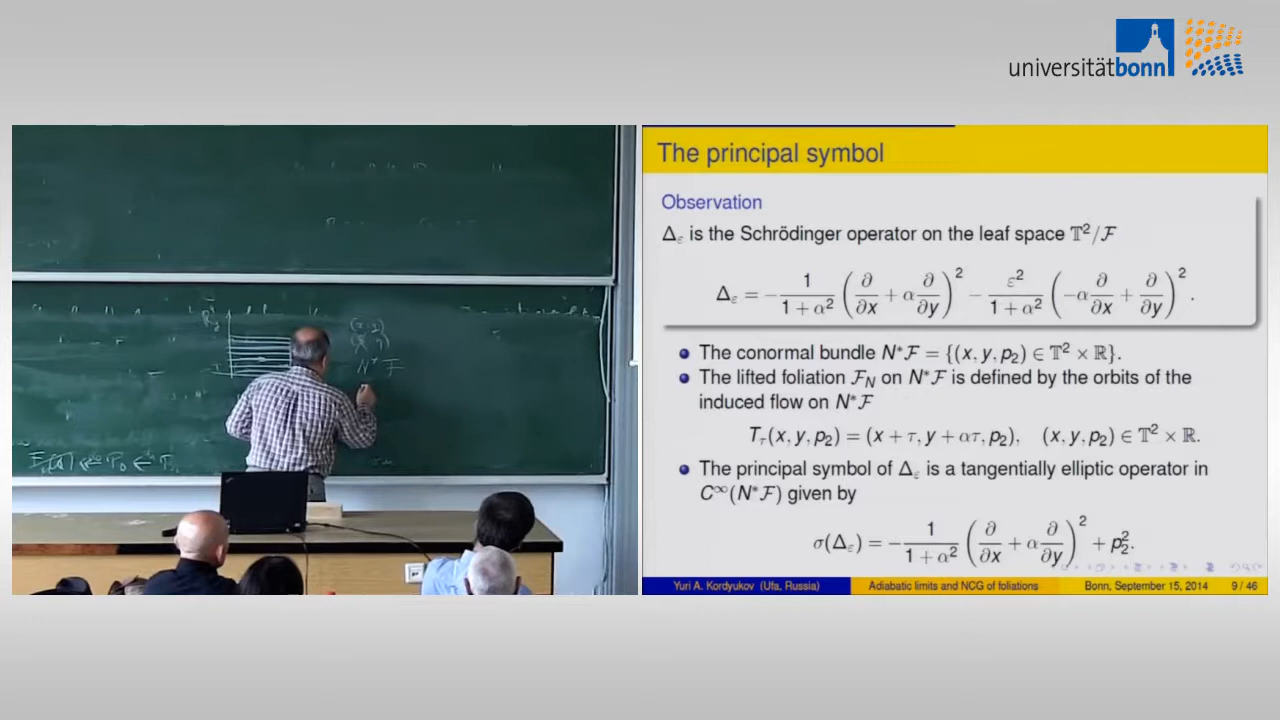 universitätbonn
The principal symbol
Observation
Δ_ε is the Schrödinger operator on the leaf space 𝕋²/F
Δ_ε = −1/(1+α²) (∂/∂x + α ∂/∂y)² − ε²/(1+α²) (−α ∂/∂x + ∂/∂y)².
The conormal bundle N*F = {(x, y, p₂) ∈ 𝕋² × ℝ}.
The lifted foliation F_N on N*F is defined by the orbits of the
induced flow on N*F
T_τ(x, y, p₂) = (x + τ, y + ατ, p₂), (x, y, p₂) ∈ 𝕋² × ℝ.
The principal symbol of Δ_ε is a tangentially elliptic operator in
C^∞(N*F) given by
σ(Δ_ε) = −1/(1+α²) (∂/∂x + α ∂/∂y)² + p₂².
Yuri A. Kordyukov (Ufa, Russia) Adiabatic limits and NCG of foliations Bonn, September 15, 2014 9 / 46
(x, y)
N* F